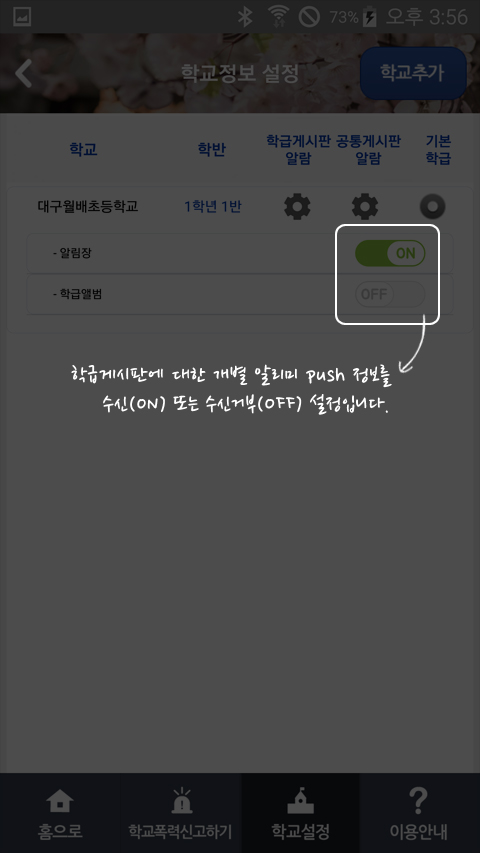 73% 오후 3:56
학교정보 설정
학교추가
학교 학반 학급게시판 알람 공통게시판 알람 기본 학급
대구월배초등학교 1학년 1반
- 알림장 ON
- 학급앨범 OFF
학급게시판에 대한 개별 알리미 push 정보를
수신(ON) 또는 수신거부(OFF) 설정입니다.
홈으로 학교폭력신고하기 학교설정 이용안내